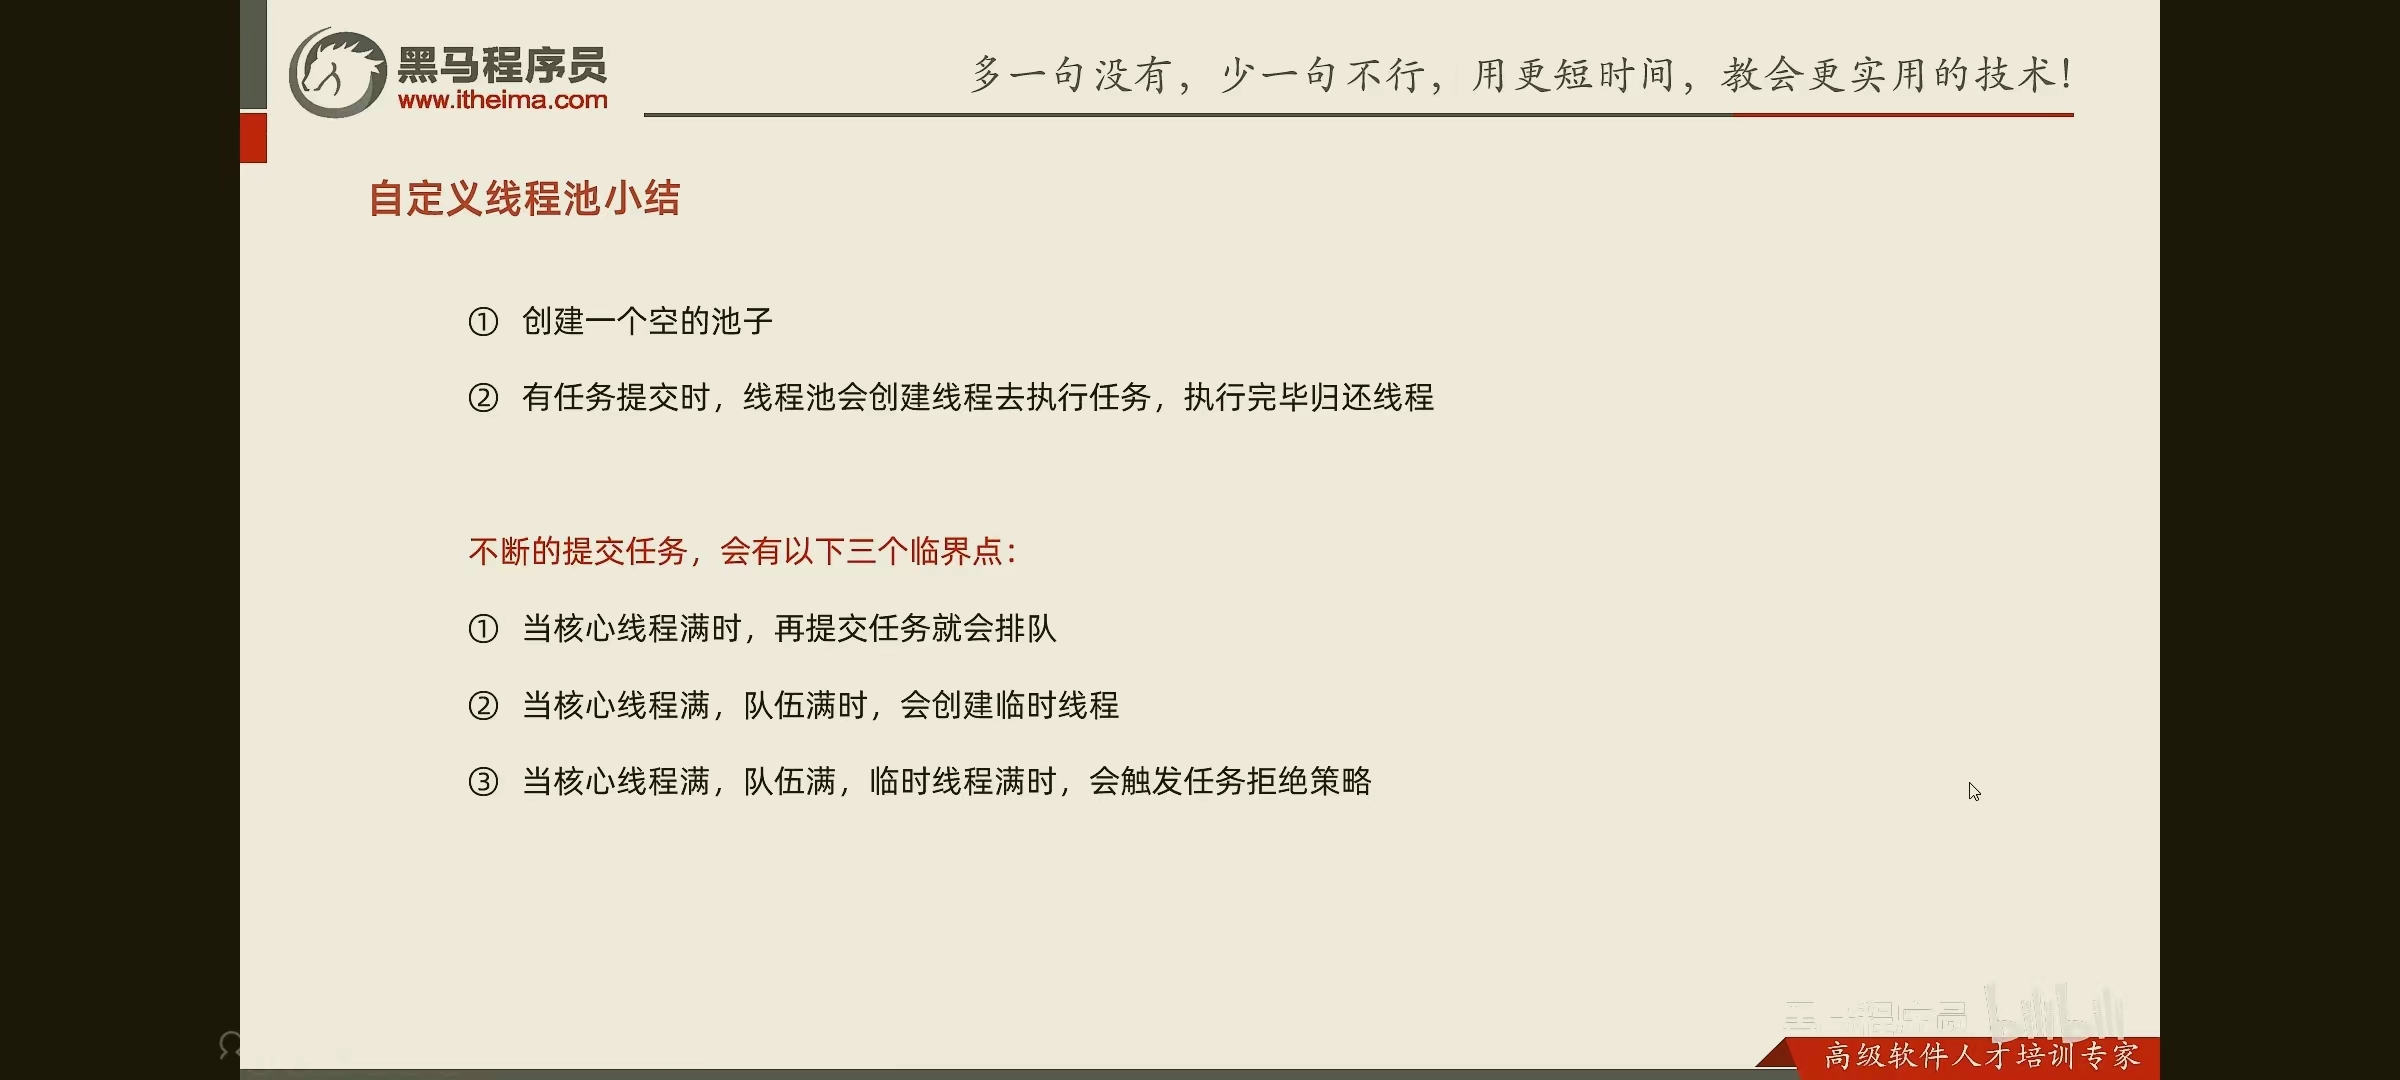 黑马程序员
www.itheima.com
多一句没有，少一句不行，用更短时间，教会更实用的技术！
自定义线程池小结
① 创建一个空的池子
② 有任务提交时，线程池会创建线程去执行任务，执行完毕归还线程
不断的提交任务，会有以下三个临界点：
① 当核心线程满时，再提交任务就会排队
② 当核心线程满，队伍满时，会创建临时线程
③ 当核心线程满，队伍满，临时线程满时，会触发任务拒绝策略
bilibili
高级软件人才培训专家